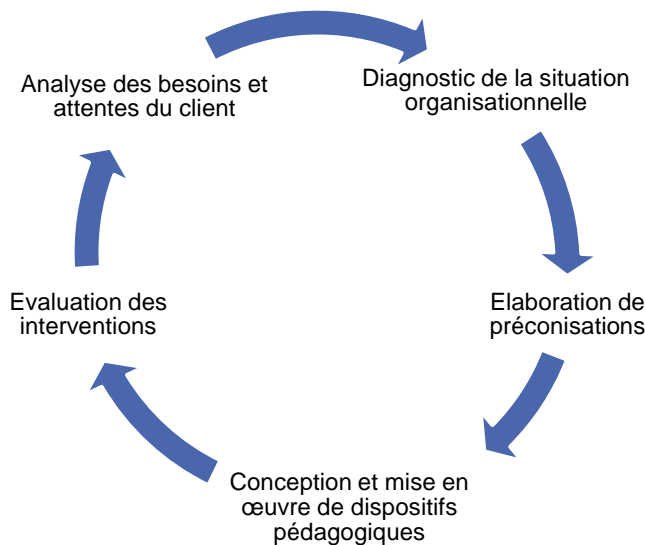 Analyse des besoins et
attentes du client
Diagnostic de la situation
organisationnelle
Elaboration de
préconisations
Conception et mise en
œuvre de dispositifs
pédagogiques
Evaluation des
interventions